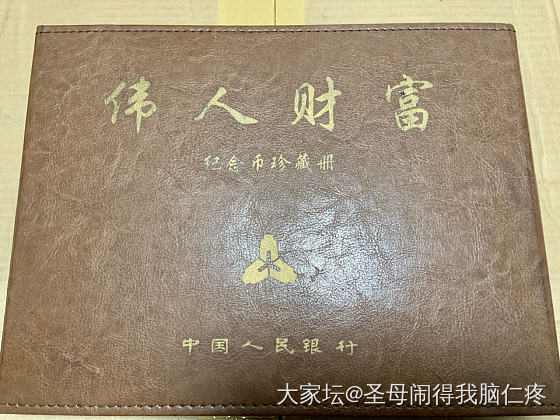 伟人财富
纪念币珍藏册
中国人民银行
大家坛@圣母闹得我脑仁疼